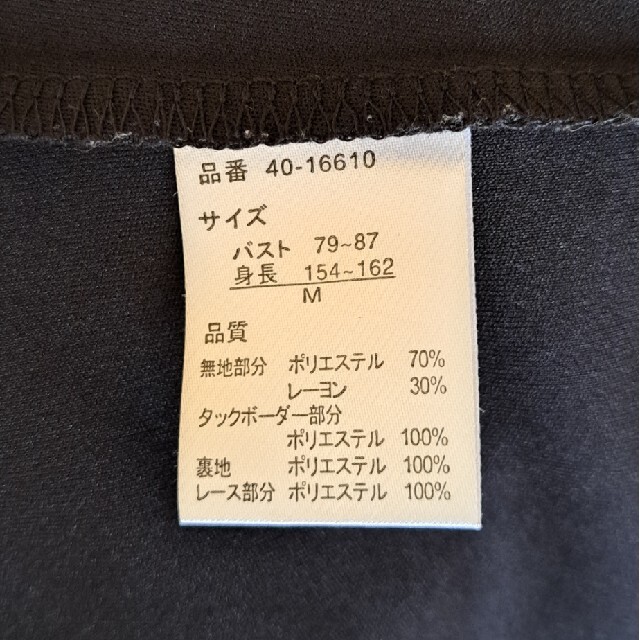 品番 40-16610
サイズ
バスト 79~87
身長 154~162
M
品質
無地部分 ポリエステル 70%
レーヨン 30%
タックボーダー部分
ポリエステル 100%
裏地 ポリエステル 100%
レース部分 ポリエステル 100%